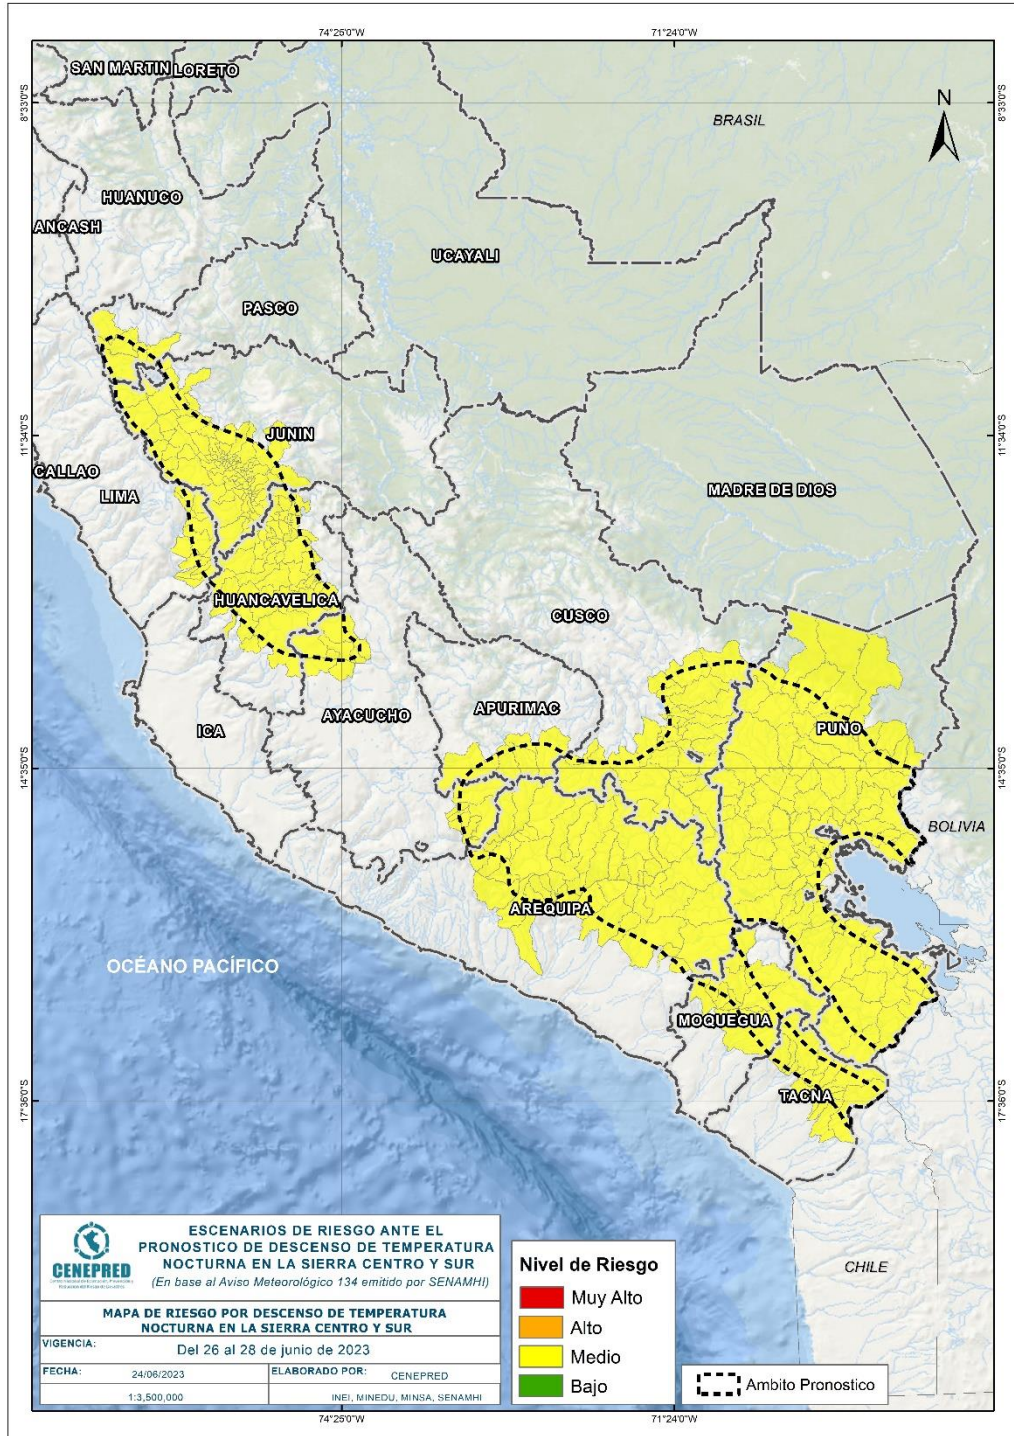 74°25'0"W
71°24'0"W
SAN MARTIN
LORETO
8°33'0"S
8°33'0"S
N
BRASIL
HUANUCO
ANCASH
UCAYALI
PASCO
11°34'0"S
11°34'0"S
JUNIN
CALLAO
LIMA
MADRE DE DIOS
HUANCAVELICA
CUSCO
ICA
AYACUCHO
APURIMAC
PUNO
14°35'0"S
14°35'0"S
BOLIVIA
AREQUIPA
OCÉANO PACÍFICO
MOQUEGUA
TACNA
17°36'0"S
17°36'0"S
CHILE
CENEPRED
ESCENARIOS DE RIESGO ANTE EL
PRONOSTICO DE DESCENSO DE TEMPERATURA
NOCTURNA EN LA SIERRA CENTRO Y SUR
(En base al Aviso Meteorológico 134 emitido por SENAMHI)
MAPA DE RIESGO POR DESCENSO DE TEMPERATURA
NOCTURNA EN LA SIERRA CENTRO Y SUR
VIGENCIA:
Del 26 al 28 de junio de 2023
FECHA:
24/06/2023
ELABORADO POR:
CENEPRED
1:3,500,000
INEI, MINEDU, MINSA, SENAMHI
Nivel de Riesgo
Muy Alto
Alto
Medio
Bajo
Ambito Pronostico
74°25'0"W
71°24'0"W